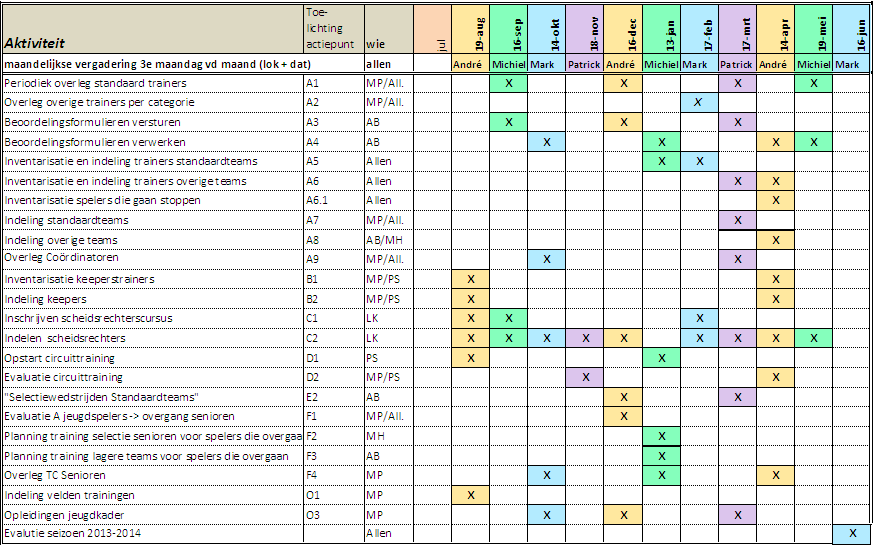 Toe-
lichting
Aktiviteit actiepunt wie jul 19-aug 16-sep 14-okt 18-nov 16-dec 13-jan 17-feb 17-mrt 14-apr 19-mei 16-jun
maandelijkse vergadering 3e maandag vd maand (lok + dat) allen André Michiel Mark Patrick André Michiel Mark Patrick André Michiel Mark
Periodiek overleg standaard trainers A1 MP/All. X X X X
Overleg overige trainers per categorie A2 MP/All. X
Beoordelingsformulieren versturen A3 AB X X X
Beoordelingsformulieren verwerken A4 AB X X X X
Inventarisatie en indeling trainers standaardteams A5 Allen X X
Inventarisatie en indeling trainers overige teams A6 Allen X X
Inventarisatie spelers die gaan stoppen A6.1 Allen X
Indeling standaardteams A7 MP/All. X
Indeling overige teams A8 AB/MH X
Overleg Coördinatoren A9 MP/All. X X
Inventarisatie keeperstrainers B1 MP/PS X X
Indeling keepers B2 MP/PS X X
Inschrijven scheidsrechterscursus C1 LK X X X
Indelen scheidsrechters C2 LK X X X X X X X X X
Opstart circuittraining D1 PS X X
Evaluatie circuittraining D2 MP/PS X X
"Selectiewedstrijden Standaardteams" E2 AB X X
Evaluatie A jeugdspelers -> overgang senioren F1 MP/All. X
Planning training selectie senioren voor spelers die overgaa F2 MH X
Planning training lagere teams voor spelers die overgaan F3 AB X
Overleg TC Senioren F4 MP X X X
Indeling velden trainingen O1 MP X
Opleidingen jeugdkader O3 MP X X X
Evalutie seizoen 2013-2014 Allen X